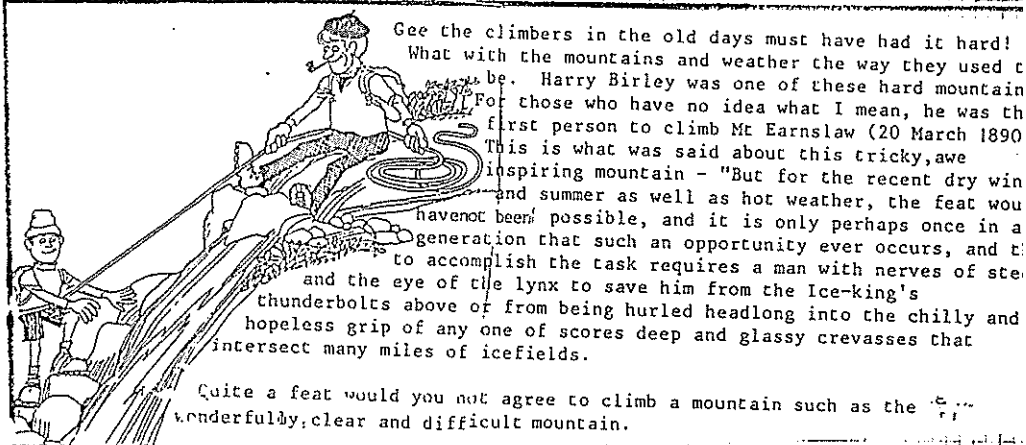 Gee the climbers in the old days must have had it hard!
What with the mountains and weather the way they used t
be. Harry Birley was one of these hard mountain
For those who have no idea what I mean, he was th
first person to climb Mt Earnslaw (20 March 1890
This is what was said about this tricky,awe
inspiring mountain - "But for the recent dry win
and summer as well as hot weather, the feat wou
havenot been possible, and it is only perhaps once in a
generation that such an opportunity ever occurs, and t
to accomplish the task requires a man with nerves of stee
and the eye of the lynx to save him from the Ice-king's
thunderbolts above or from being hurled headlong into the chilly and
hopeless grip of any one of scores deep and glassy crevasses that
intersect many miles of icefields.
Quite a feat would you not agree to climb a mountain such as the
wonderfully,clear and difficult mountain.